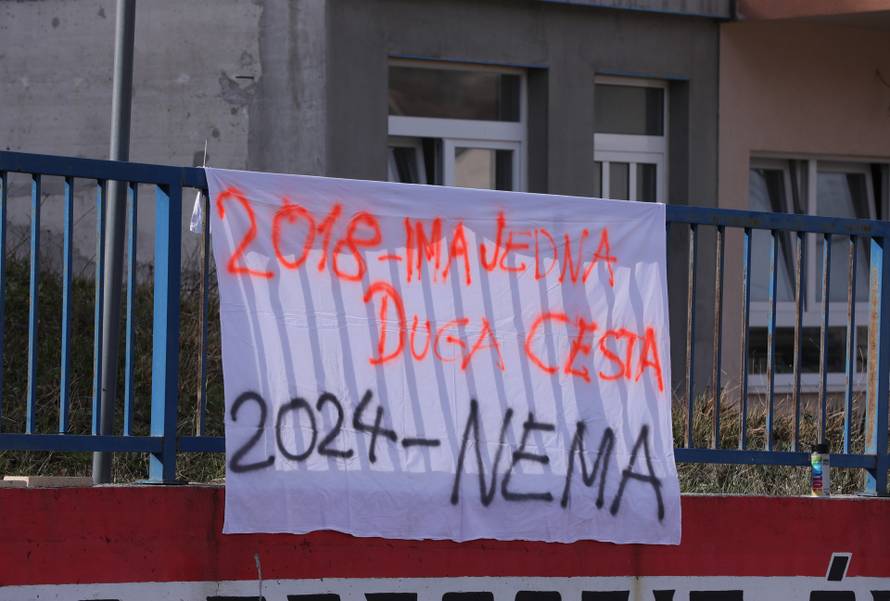 2018-IMA JEDNA
DUGA CESTA
2024-NEMA